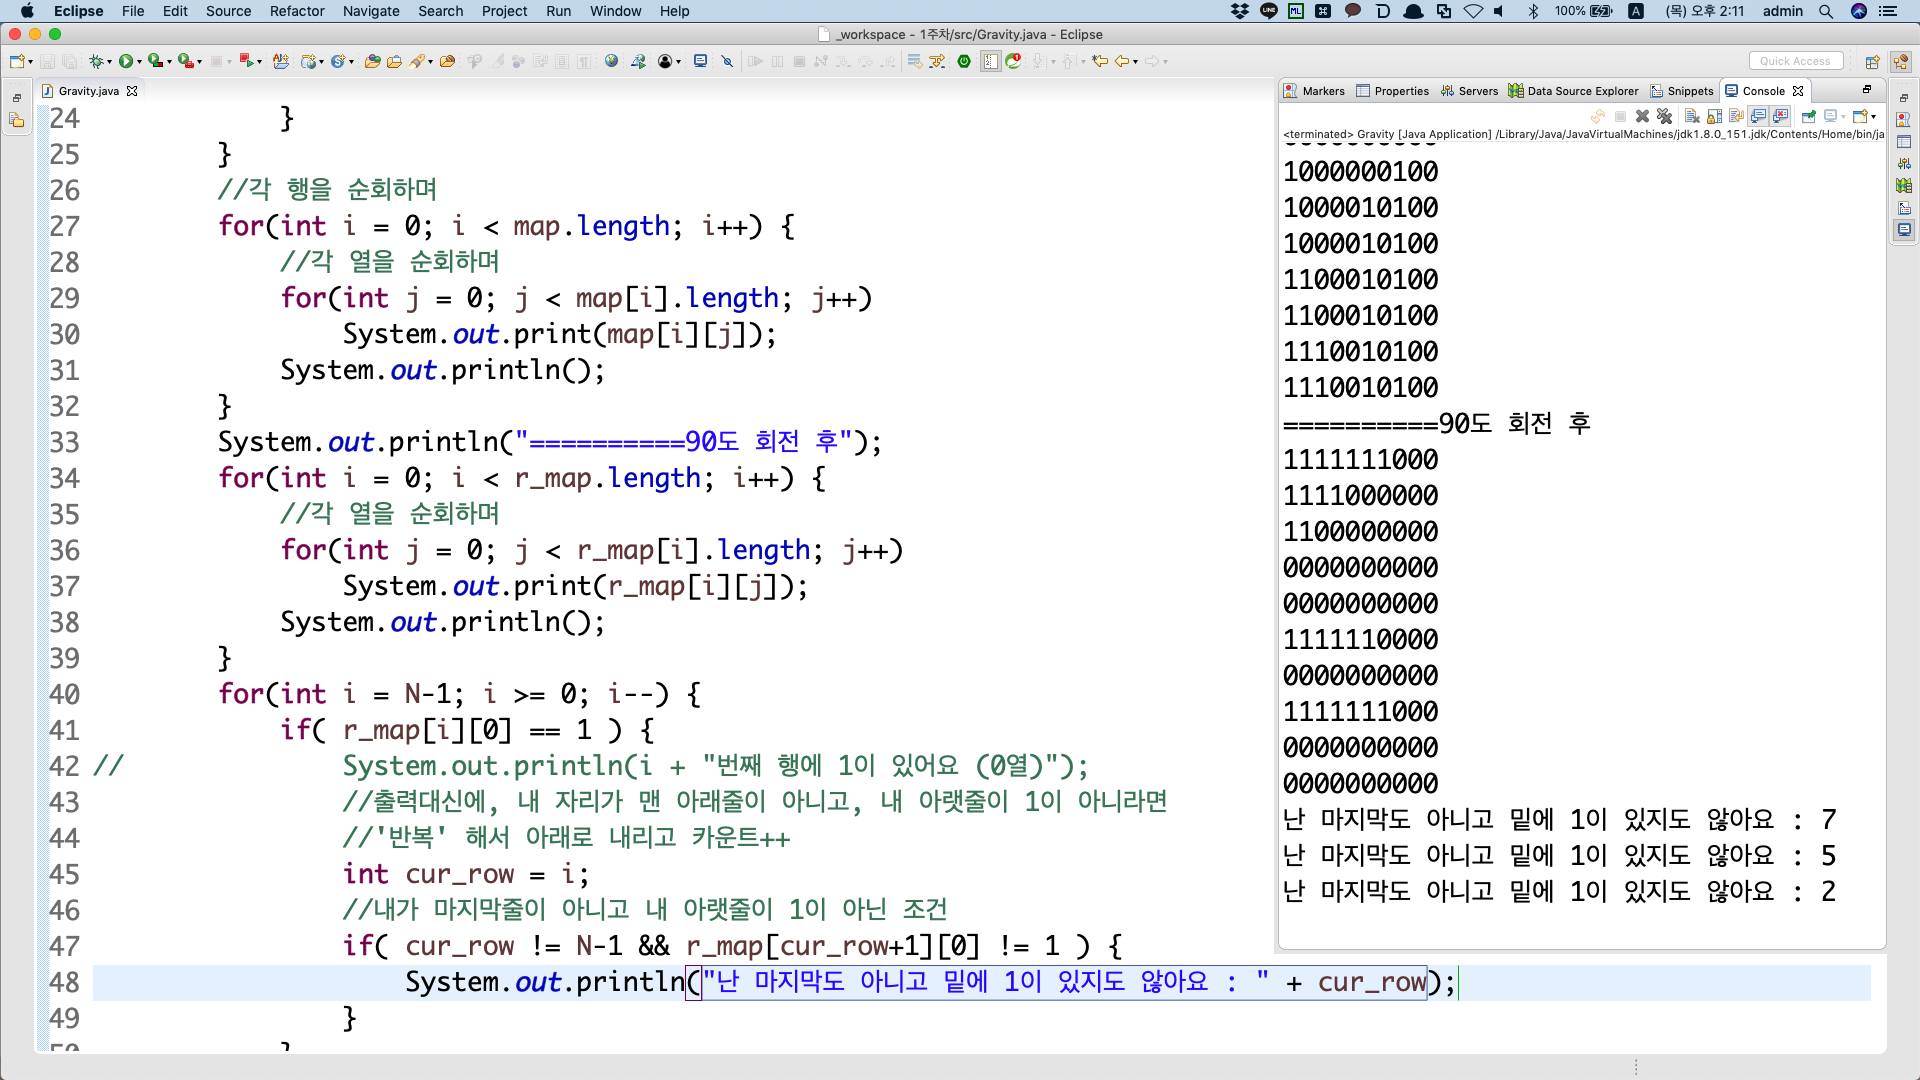 Eclipse File Edit Source Refactor Navigate Search Project Run Window Help 100% A (목) 오후 2:11 admin
_workspace - 1주차/src/Gravity.java - Eclipse
Quick Access
Gravity.java
24 }
25 }
26 //각 행을 순회하며
27 for(int i = 0; i < map.length; i++) {
28 //각 열을 순회하며
29 for(int j = 0; j < map[i].length; j++)
30 System.out.print(map[i][j]);
31 System.out.println();
32 }
33 System.out.println("==========90도 회전 후");
34 for(int i = 0; i < r_map.length; i++) {
35 //각 열을 순회하며
36 for(int j = 0; j < r_map[i].length; j++)
37 System.out.print(r_map[i][j]);
38 System.out.println();
39 }
40 for(int i = N-1; i >= 0; i--) {
41 if( r_map[i][0] == 1 ) {
42 // System.out.println(i + "번째 행에 1이 있어요 (0열)");
43 //출력대신에, 내 자리가 맨 아래줄이 아니고, 내 아랫줄이 1이 아니라면
44 //'반복' 해서 아래로 내리고 카운트++
45 int cur_row = i;
46 //내가 마지막줄이 아니고 내 아랫줄이 1이 아닌 조건
47 if( cur_row != N-1 && r_map[cur_row+1][0] != 1 ) {
48 System.out.println("난 마지막도 아니고 밑에 1이 있지도 않아요 : " + cur_row);
49 }
50 }
Markers Properties Servers Data Source Explorer Snippets Console
<terminated> Gravity [Java Application] /Library/Java/JavaVirtualMachines/jdk1.8.0_151.jdk/Contents/Home/bin/ja
1000000100
1000010100
1000010100
1100010100
1100010100
1110010100
1110010100
==========90도 회전 후
1111111000
1111000000
1100000000
0000000000
0000000000
1111110000
0000000000
1111111000
0000000000
0000000000
난 마지막도 아니고 밑에 1이 있지도 않아요 : 7
난 마지막도 아니고 밑에 1이 있지도 않아요 : 5
난 마지막도 아니고 밑에 1이 있지도 않아요 : 2